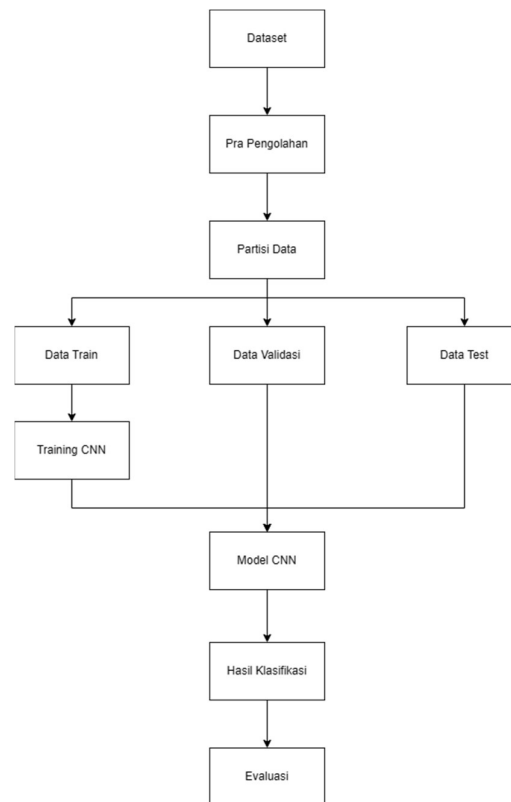 Dataset
Pra Pengolahan
Partisi Data
Data Train
Data Validasi
Data Test
Training CNN
Model CNN
Hasil Klasifikasi
Evaluasi